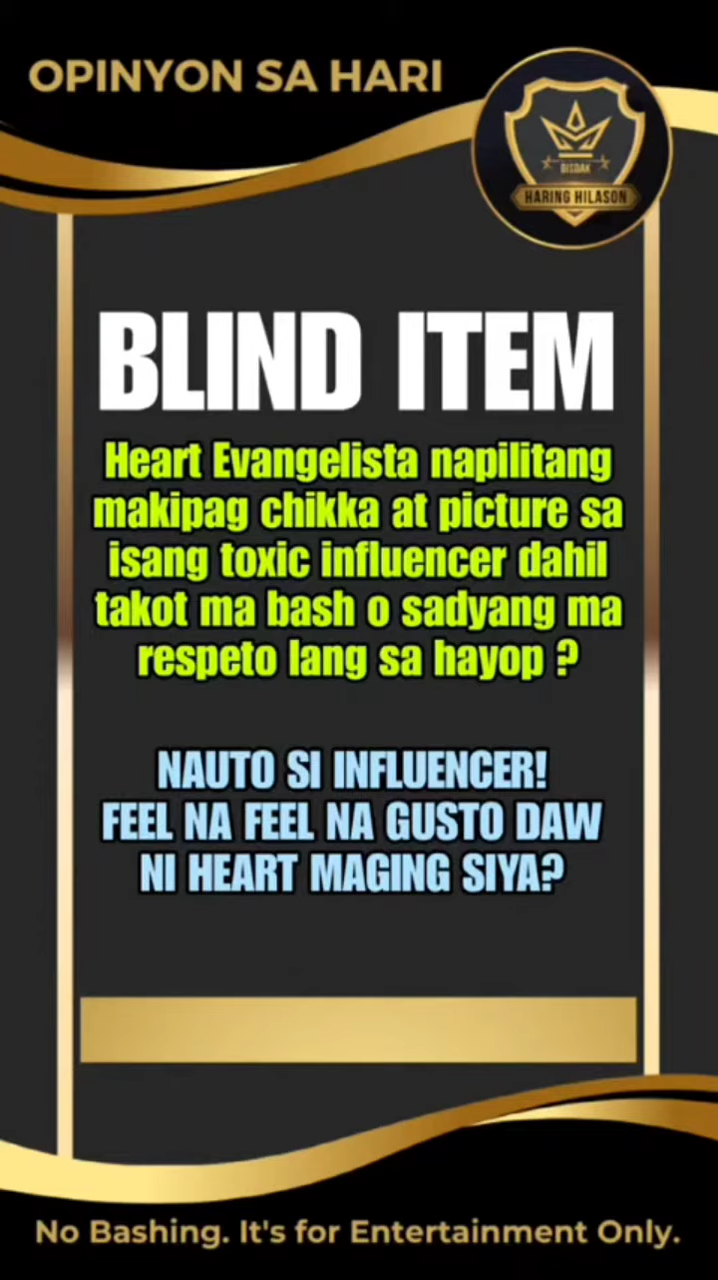 OPINYON SA HARI
BISDAK
HARING HILASON
BLIND ITEM
Heart Evangelista napilitang
makipag chikka at picture sa
isang toxic influencer dahil
takot ma bash o sadyang ma
respeto lang sa hayop ?
NAUTO SI INFLUENCER!
FEEL NA FEEL NA GUSTO DAW
NI HEART MAGING SIYA?
No Bashing. It's for Entertainment Only.